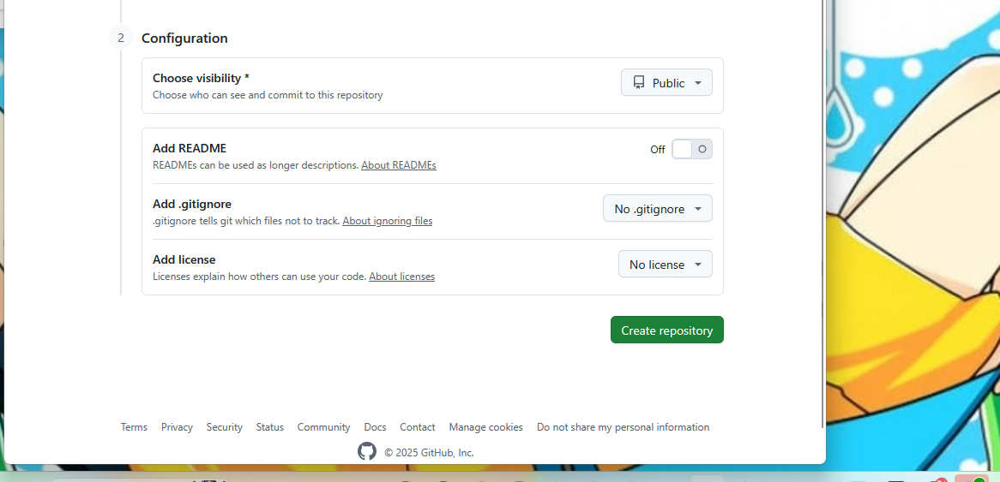 2 Configuration
Choose visibility *
Choose who can see and commit to this repository
Public
Add README
READMEs can be used as longer descriptions. About READMEs
Off
Add .gitignore
.gitignore tells git which files not to track. About ignoring files
No .gitignore
Add license
Licenses explain how others can use your code. About licenses
No license
Create repository
Terms Privacy Security Status Community Docs Contact Manage cookies Do not share my personal information
© 2025 GitHub, Inc.